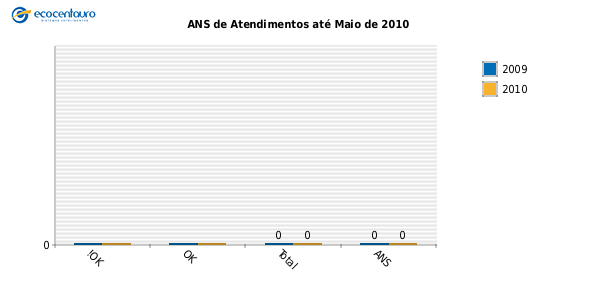 ecocentauro
ANS de Atendimentos até Maio de 2010
2009
2010
0 0 0 0
0
!OK
OK
Total
ANS